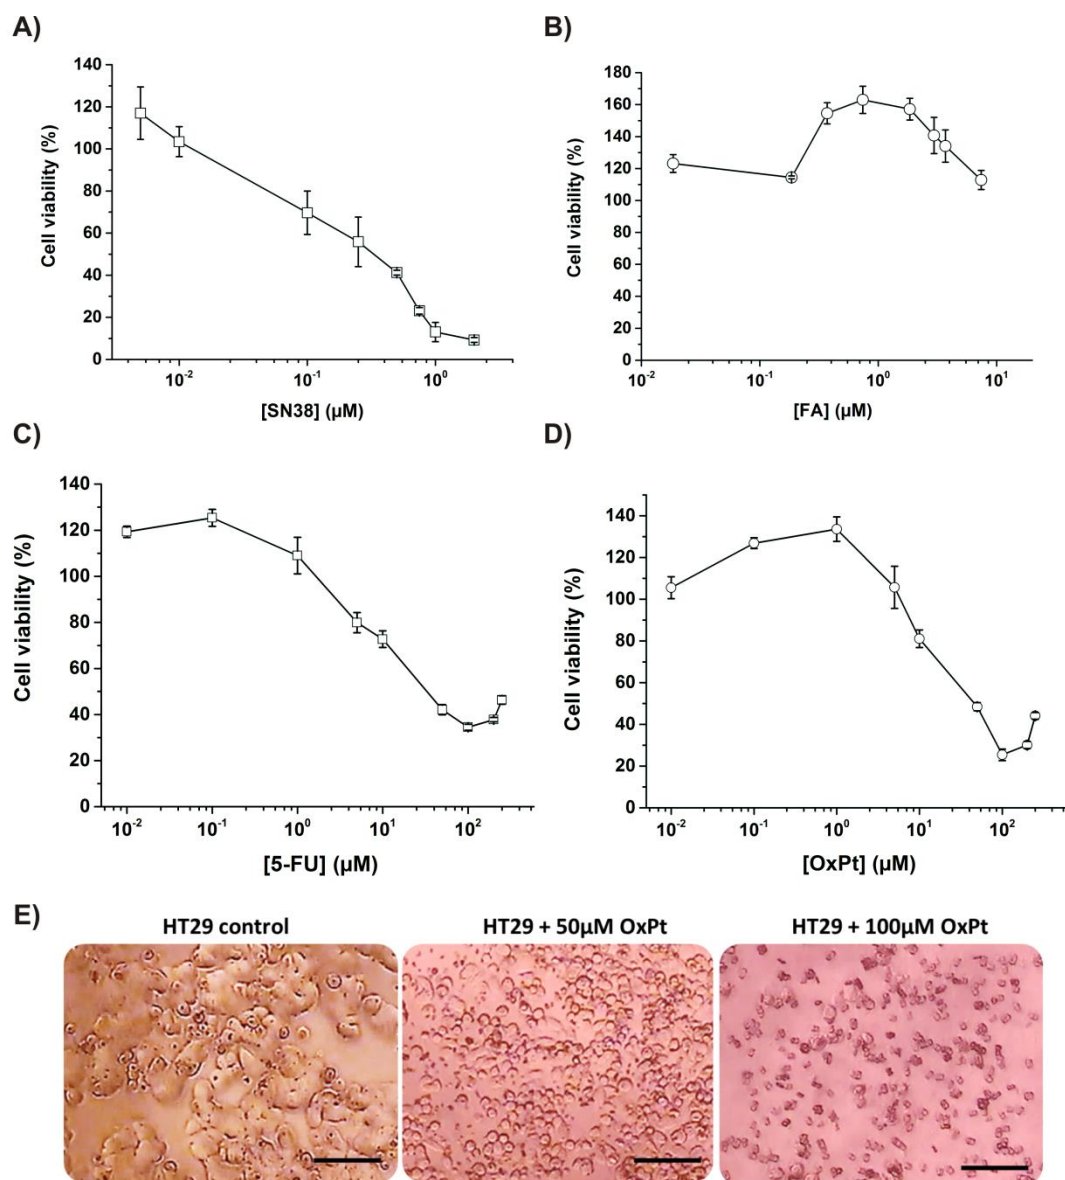 A)
140
120
100
80
60
40
20
0
Cell viability (%)
10⁻² 10⁻¹ 10⁰
[SN38] (µM)
B)
180
160
140
120
100
80
60
40
20
0
Cell viability (%)
10⁻² 10⁻¹ 10⁰ 10¹
[FA] (µM)
C)
140
120
100
80
60
40
20
0
Cell viability (%)
10⁻² 10⁻¹ 10⁰ 10¹ 10²
[5-FU] (µM)
D)
140
120
100
80
60
40
20
0
Cell viability (%)
10⁻² 10⁻¹ 10⁰ 10¹ 10²
[OxPt] (µM)
E)
HT29 control
HT29 + 50µM OxPt
HT29 + 100µM OxPt